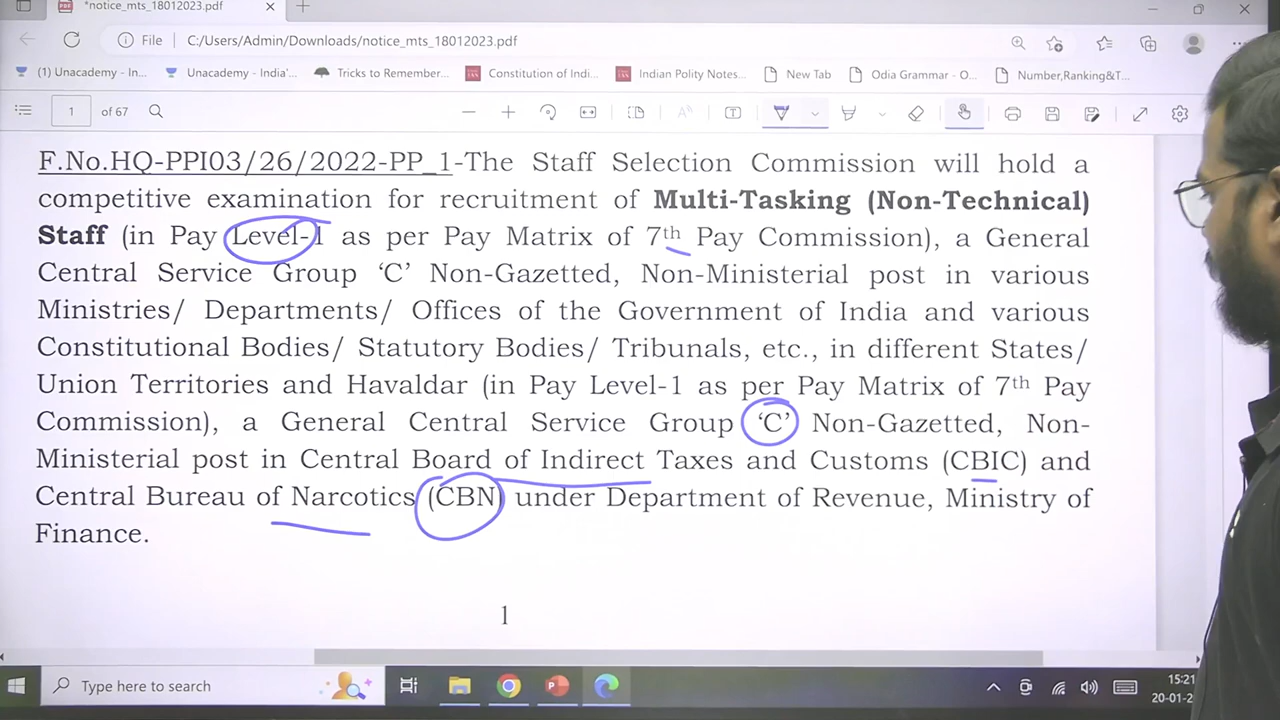 *notice_mts_18012023.pdf
File C:/Users/Admin/Downloads/notice_mts_18012023.pdf
(1) Unacademy - In... Unacademy - India'... Tricks to Remember... Constitution of Indi... Indian Polity Notes... New Tab Odia Grammar - O... Number,Ranking&T...
1 of 67
F.No.HQ-PPI03/26/2022-PP_1-The Staff Selection Commission will hold a
competitive examination for recruitment of Multi-Tasking (Non-Technical)
Staff (in Pay Level-1 as per Pay Matrix of 7th Pay Commission), a General
Central Service Group ‘C’ Non-Gazetted, Non-Ministerial post in various
Ministries/ Departments/ Offices of the Government of India and various
Constitutional Bodies/ Statutory Bodies/ Tribunals, etc., in different States/
Union Territories and Havaldar (in Pay Level-1 as per Pay Matrix of 7th Pay
Commission), a General Central Service Group ‘C’ Non-Gazetted, Non-
Ministerial post in Central Board of Indirect Taxes and Customs (CBIC) and
Central Bureau of Narcotics (CBN) under Department of Revenue, Ministry of
Finance.
1
Type here to search
15:21
20-01-2